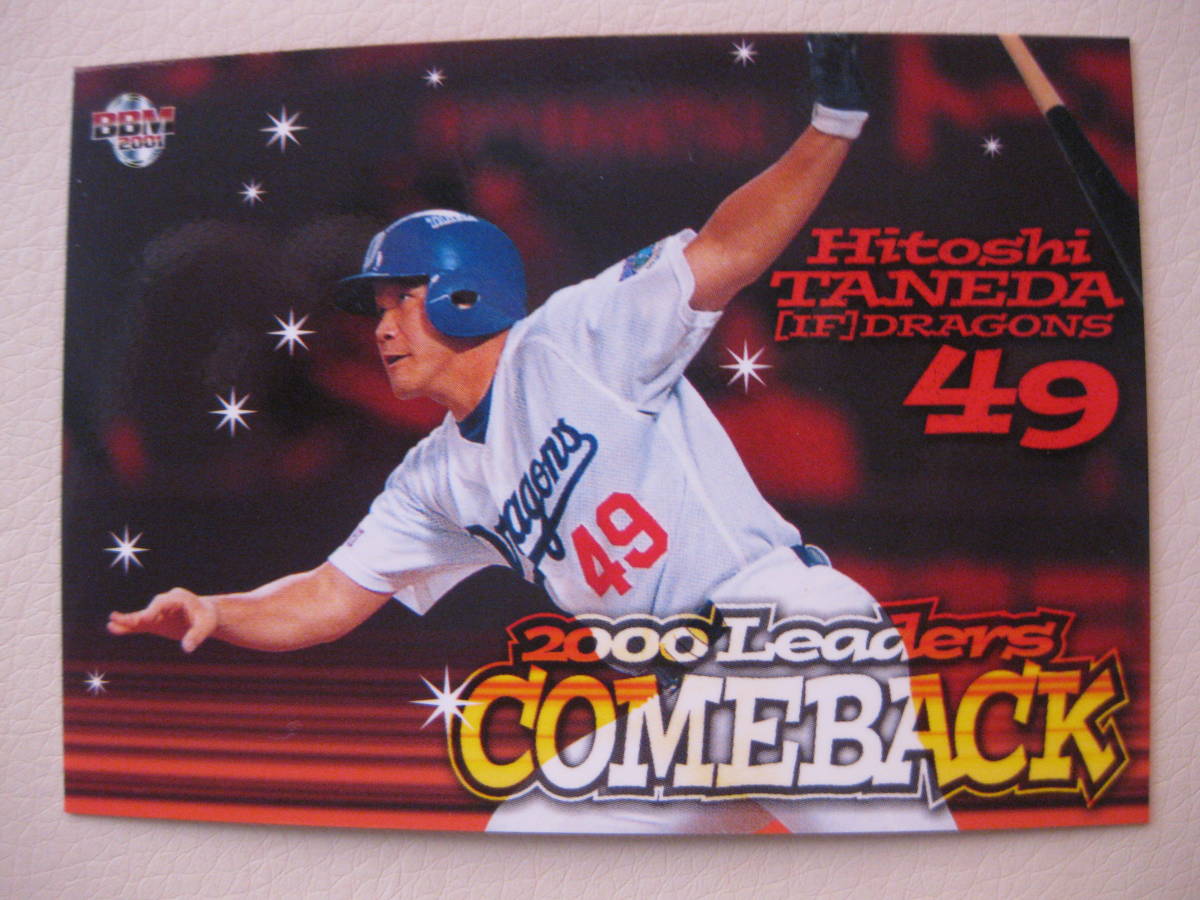 BBM
2001
Hitoshi
TANEDA
[IF] DRAGONS
49
Dragons
49
2000 Leaders
COMEBACK